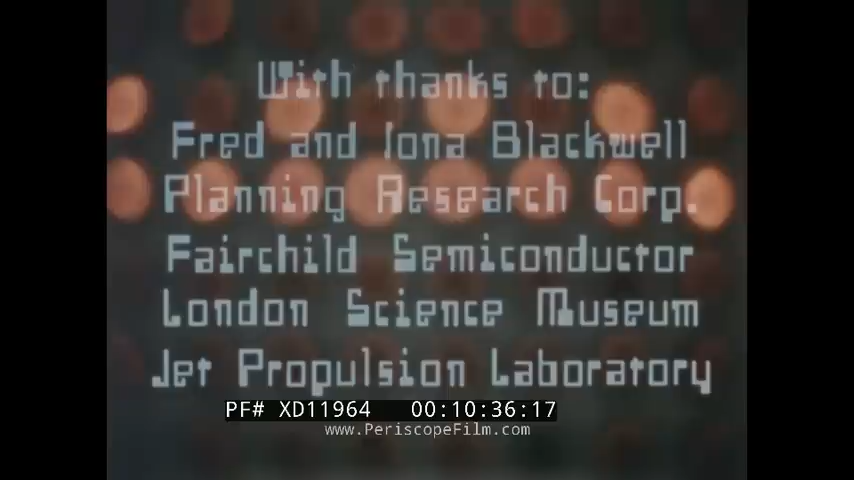 With thanks to:
Fred and Iona Blackwell
Planning Research Corp.
Fairchild Semiconductor
London Science Museum
Jet Propulsion Laboratory
PF# XD11964 00:10:36:17
www.PeriscopeFilm.com